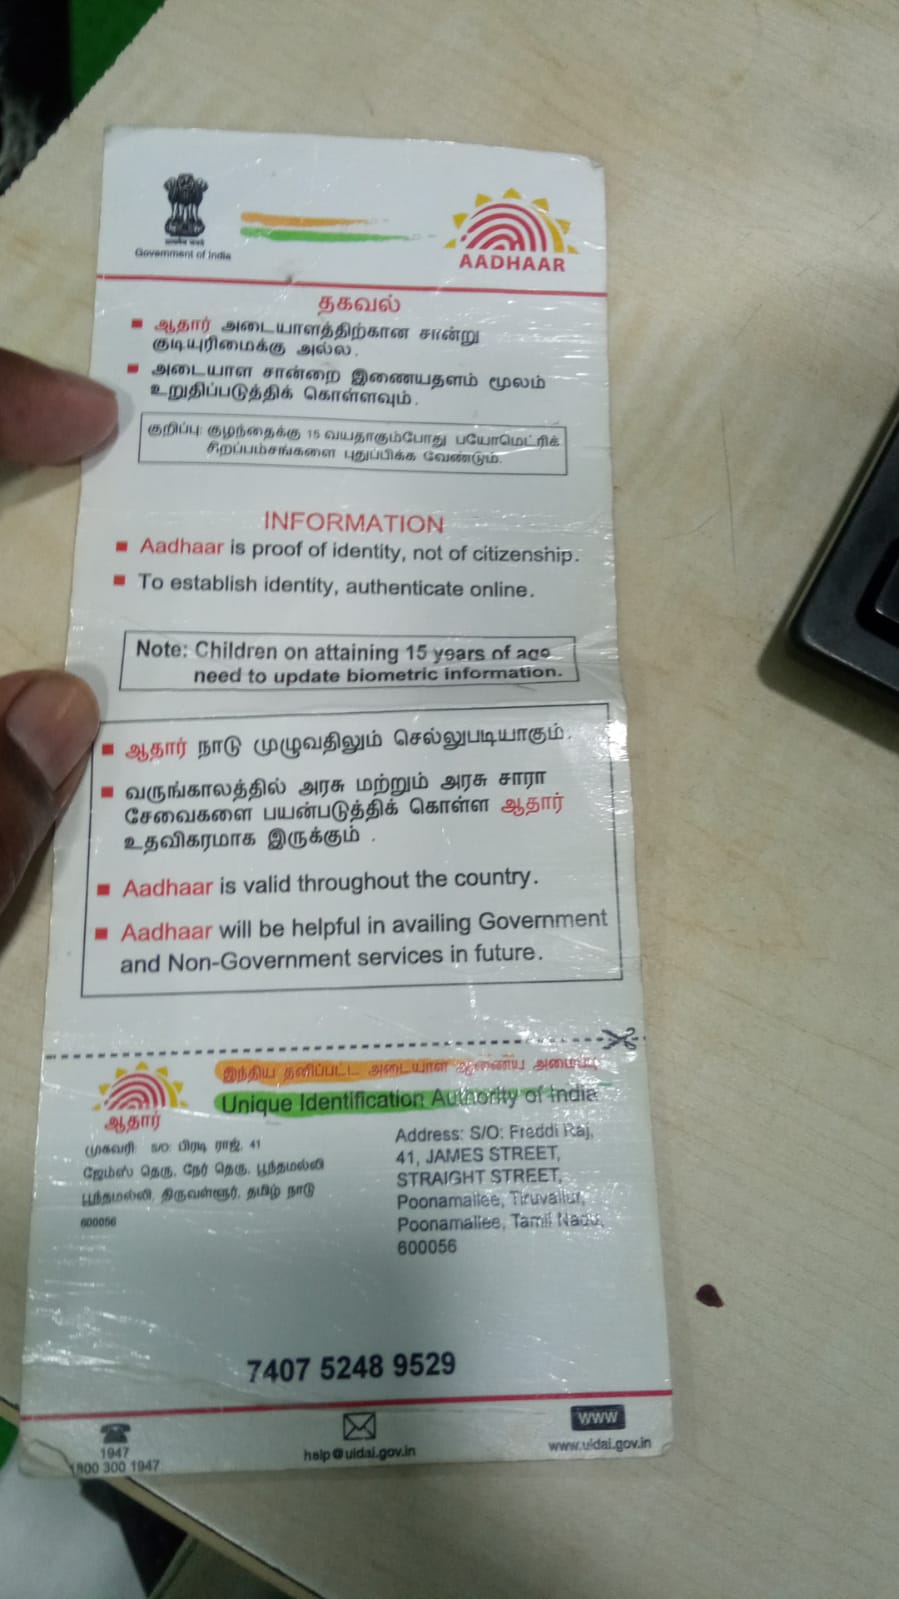 Government of India
AADHAAR
தகவல்
ஆதார் அடையாளத்திற்கான சான்று
குடியுரிமைக்கு அல்ல.
அடையாள சான்றை இணையதளம் மூலம்
உறுதிப்படுத்திக் கொள்ளவும்.
குறிப்பு: குழந்தைக்கு 15 வயதாகும்போது பயோமெட்ரிக்
சிறப்பம்சங்களை புதுப்பிக்க வேண்டும்.
INFORMATION
Aadhaar is proof of identity, not of citizenship.
To establish identity, authenticate online.
Note: Children on attaining 15 years of age
need to update biometric information.
ஆதார் நாடு முழுவதிலும் செல்லுபடியாகும்.
வருங்காலத்தில் அரசு மற்றும் அரசு சாரா
சேவைகளை பயன்படுத்திக் கொள்ள ஆதார்
உதவிகரமாக இருக்கும் .
Aadhaar is valid throughout the country.
Aadhaar will be helpful in availing Government
and Non-Government services in future.
இந்திய தனிப்பட்ட அடையாள ஆணைய அமைப்பு
Unique Identification Authority of India
ஆதார்
முகவரி: S/O: பிரடி ராஜ், 41
ஜேம்ஸ் தெரு, நேர் தெரு, பூந்தமல்லி
பூந்தமல்லி, திருவள்ளூர், தமிழ் நாடு
600056
Address: S/O: Freddi Raj,
41, JAMES STREET,
STRAIGHT STREET,
Poonamallee, Tiruvallur,
Poonamallee, Tamil Nadu,
600056
7407 5248 9529
1947
1800 300 1947
help@uidai.gov.in
WWW
www.uidai.gov.in